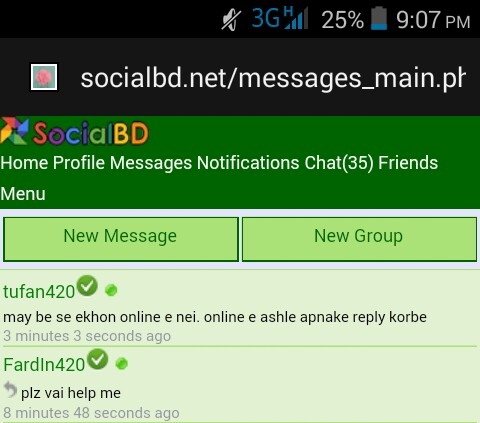 3G H 25% 9:07 PM
socialbd.net/messages_main.ph
SocialBD
Home Profile Messages Notifications Chat(35) Friends
Menu
New Message New Group
tufan420
may be se ekhon online e nei. online e ashle apnake reply korbe
3 minutes 3 seconds ago
FardIn420
plz vai help me
8 minutes 48 seconds ago